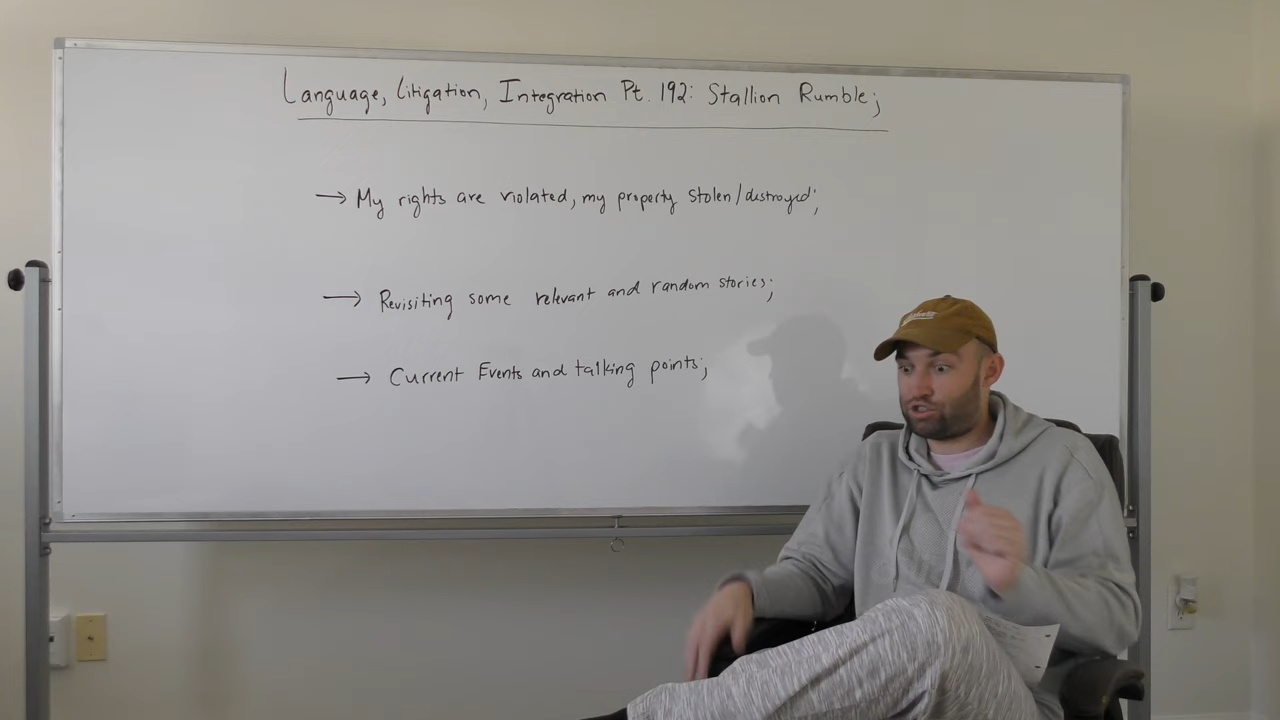 Language, Litigation, Integration Pt. 192: Stallion Rumble;
→ My rights are violated, my property stolen/destroyed;
→ Revisiting some relevant and random stories;
→ Current Events and talking points;